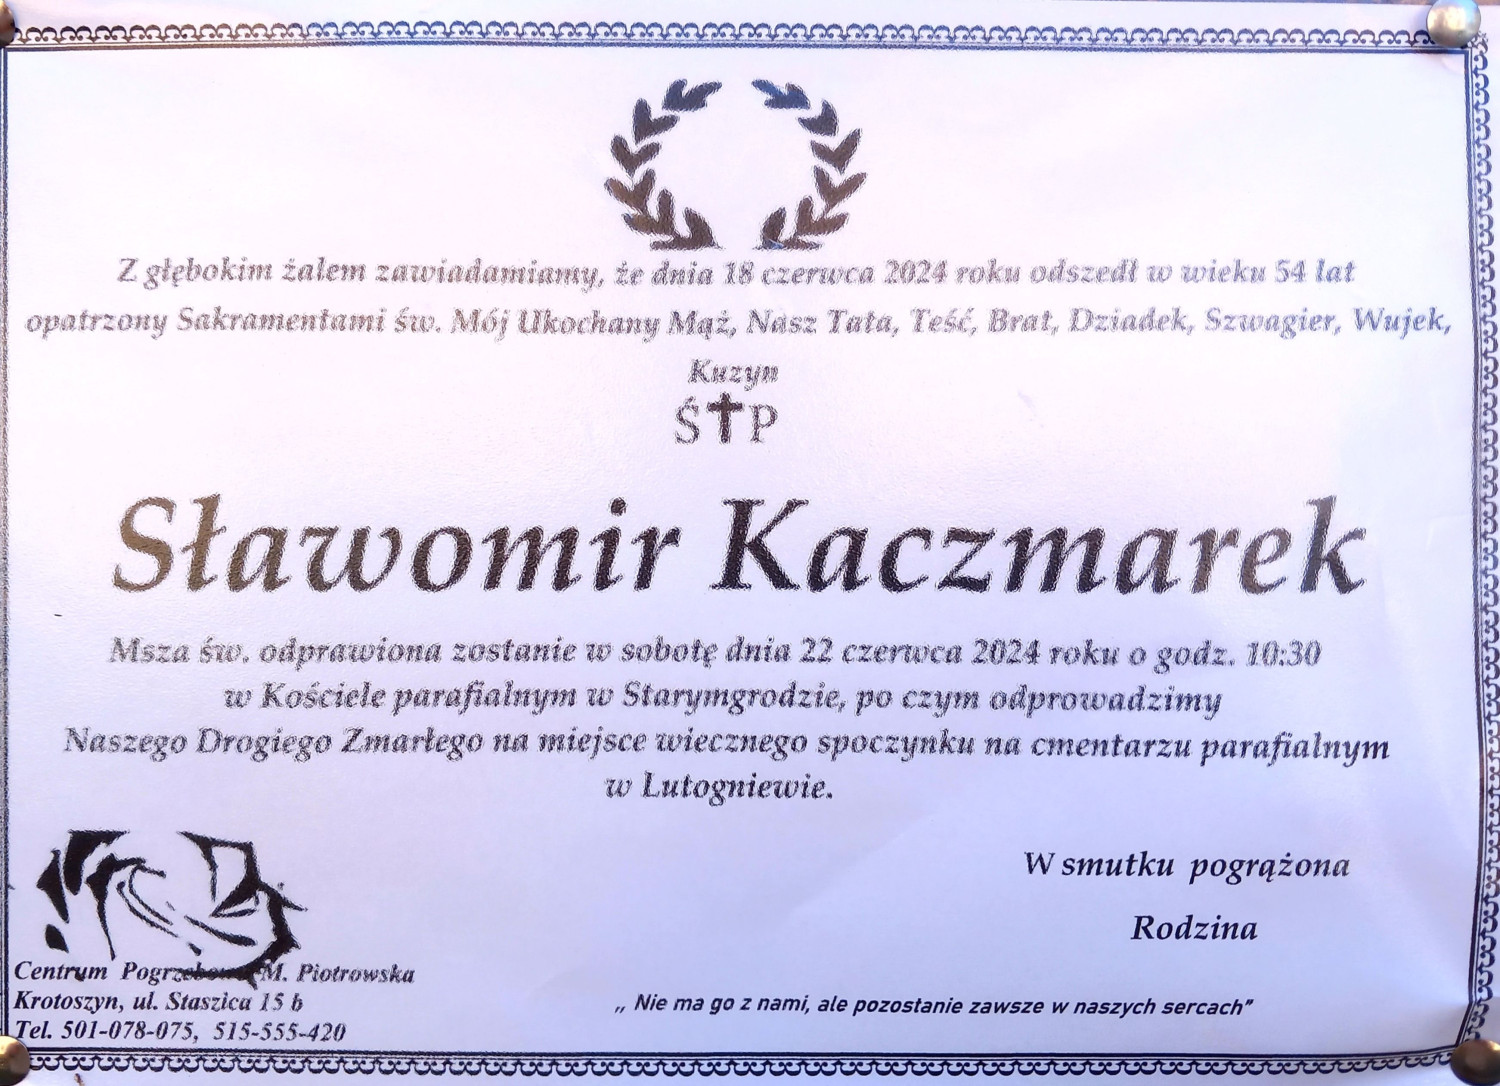 Z głębokim żalem zawiadamiamy, że dnia 18 czerwca 2024 roku odszedł w wieku 54 lat
opatrzony Sakramentami św. Mój Ukochany Mąż, Nasz Tata, Teść, Brat, Dziadek, Szwagier, Wujek,
Kuzyn
Ś✝P
Sławomir Kaczmarek
Msza św. odprawiona zostanie w sobotę dnia 22 czerwca 2024 roku o godz. 10:30
w Kościele parafialnym w Starymgrodzie, po czym odprowadzimy
Naszego Drogiego Zmarłego na miejsce wiecznego spoczynku na cmentarzu parafialnym
w Lutogniewie.
W smutku pogrążona
Rodzina
Centrum Pogrzebowe M. Piotrowska
Krotoszyn, ul. Staszica 15 b
Tel. 501-078-075, 515-555-420
„ Nie ma go z nami, ale pozostanie zawsze w naszych sercach”